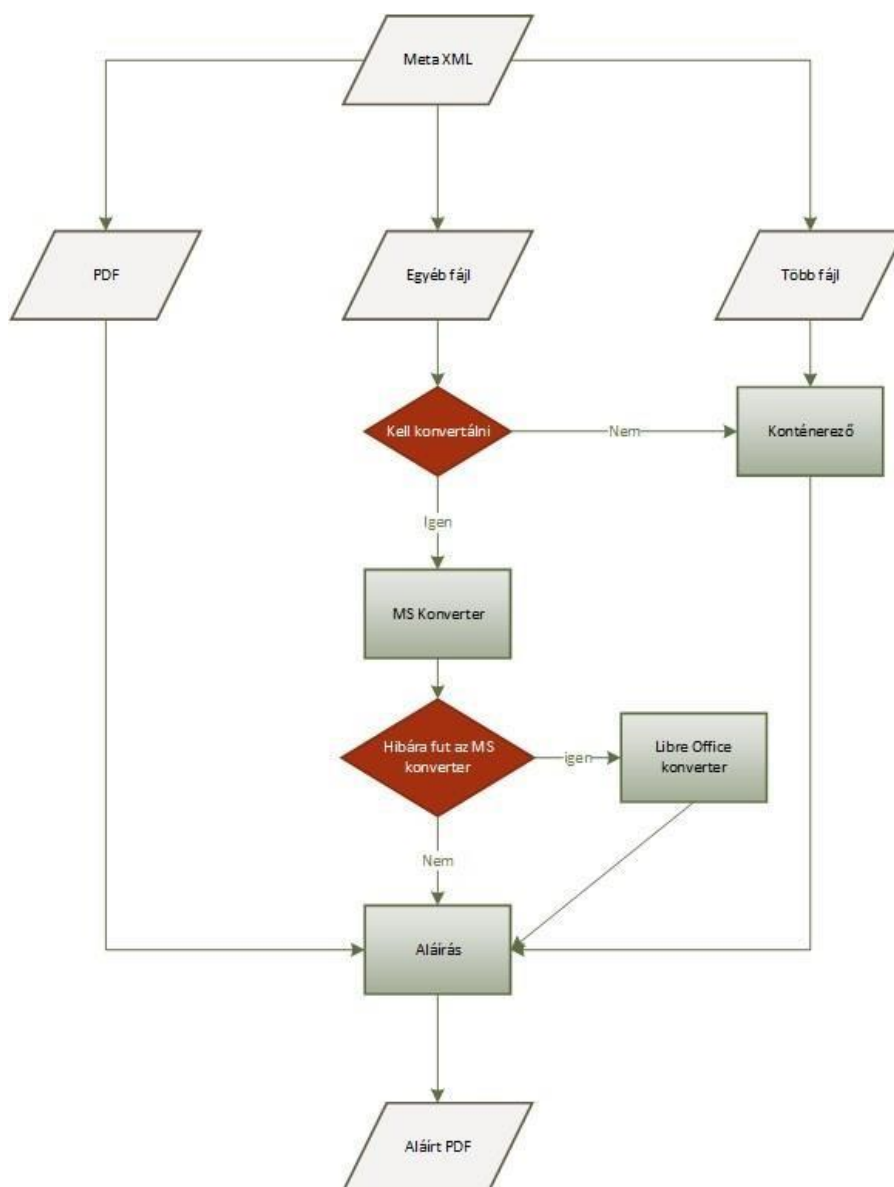 Meta XML
PDF
Egyéb fájl
Több fájl
Kell konvertálni
Nem
Konténerező
Igen
MS Konverter
Hibára fut az MS
konverter
igen
Libre Office
konverter
Nem
Aláírás
Aláírt PDF